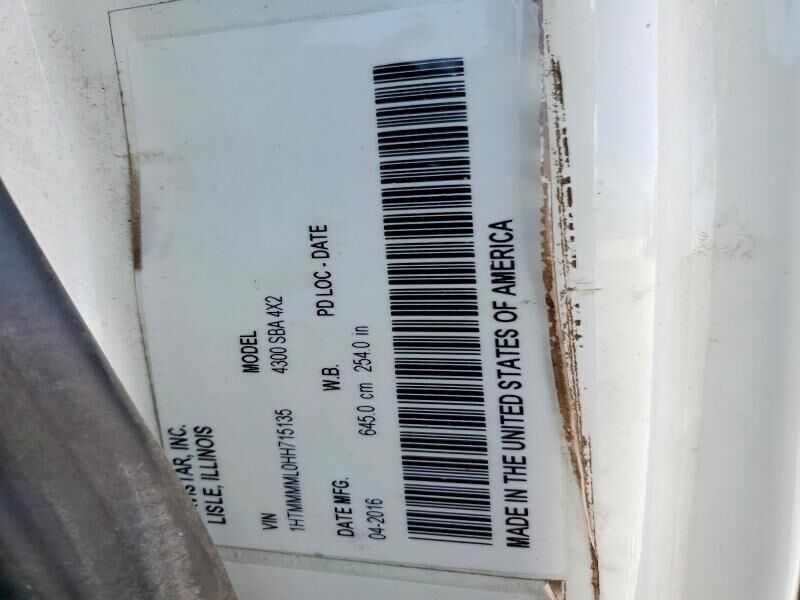 INC.
LISLE, ILLINOIS
VIN MODEL
1HTMMMML0HH715135 4300 SBA 4X2
DATE MFG. W.B. PD LOC - DATE
04-2016 645.0 cm 254.0 in
MADE IN THE UNITED STATES OF AMERICA